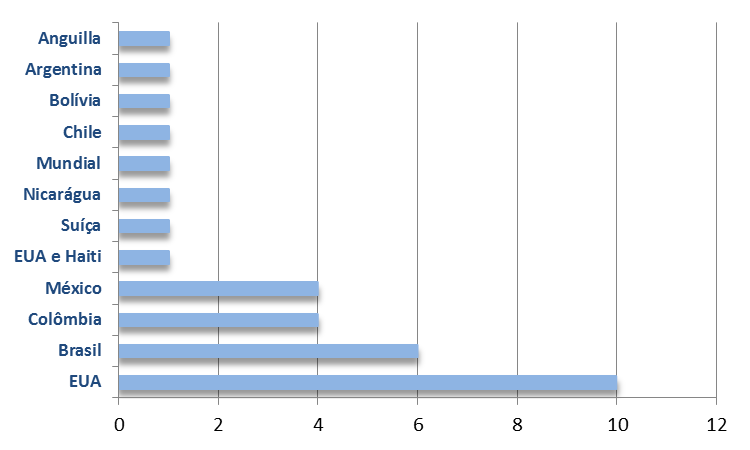 Anguilla
Argentina
Bolívia
Chile
Mundial
Nicarágua
Suíça
EUA e Haiti
México
Colômbia
Brasil
EUA
0 2 4 6 8 10 12